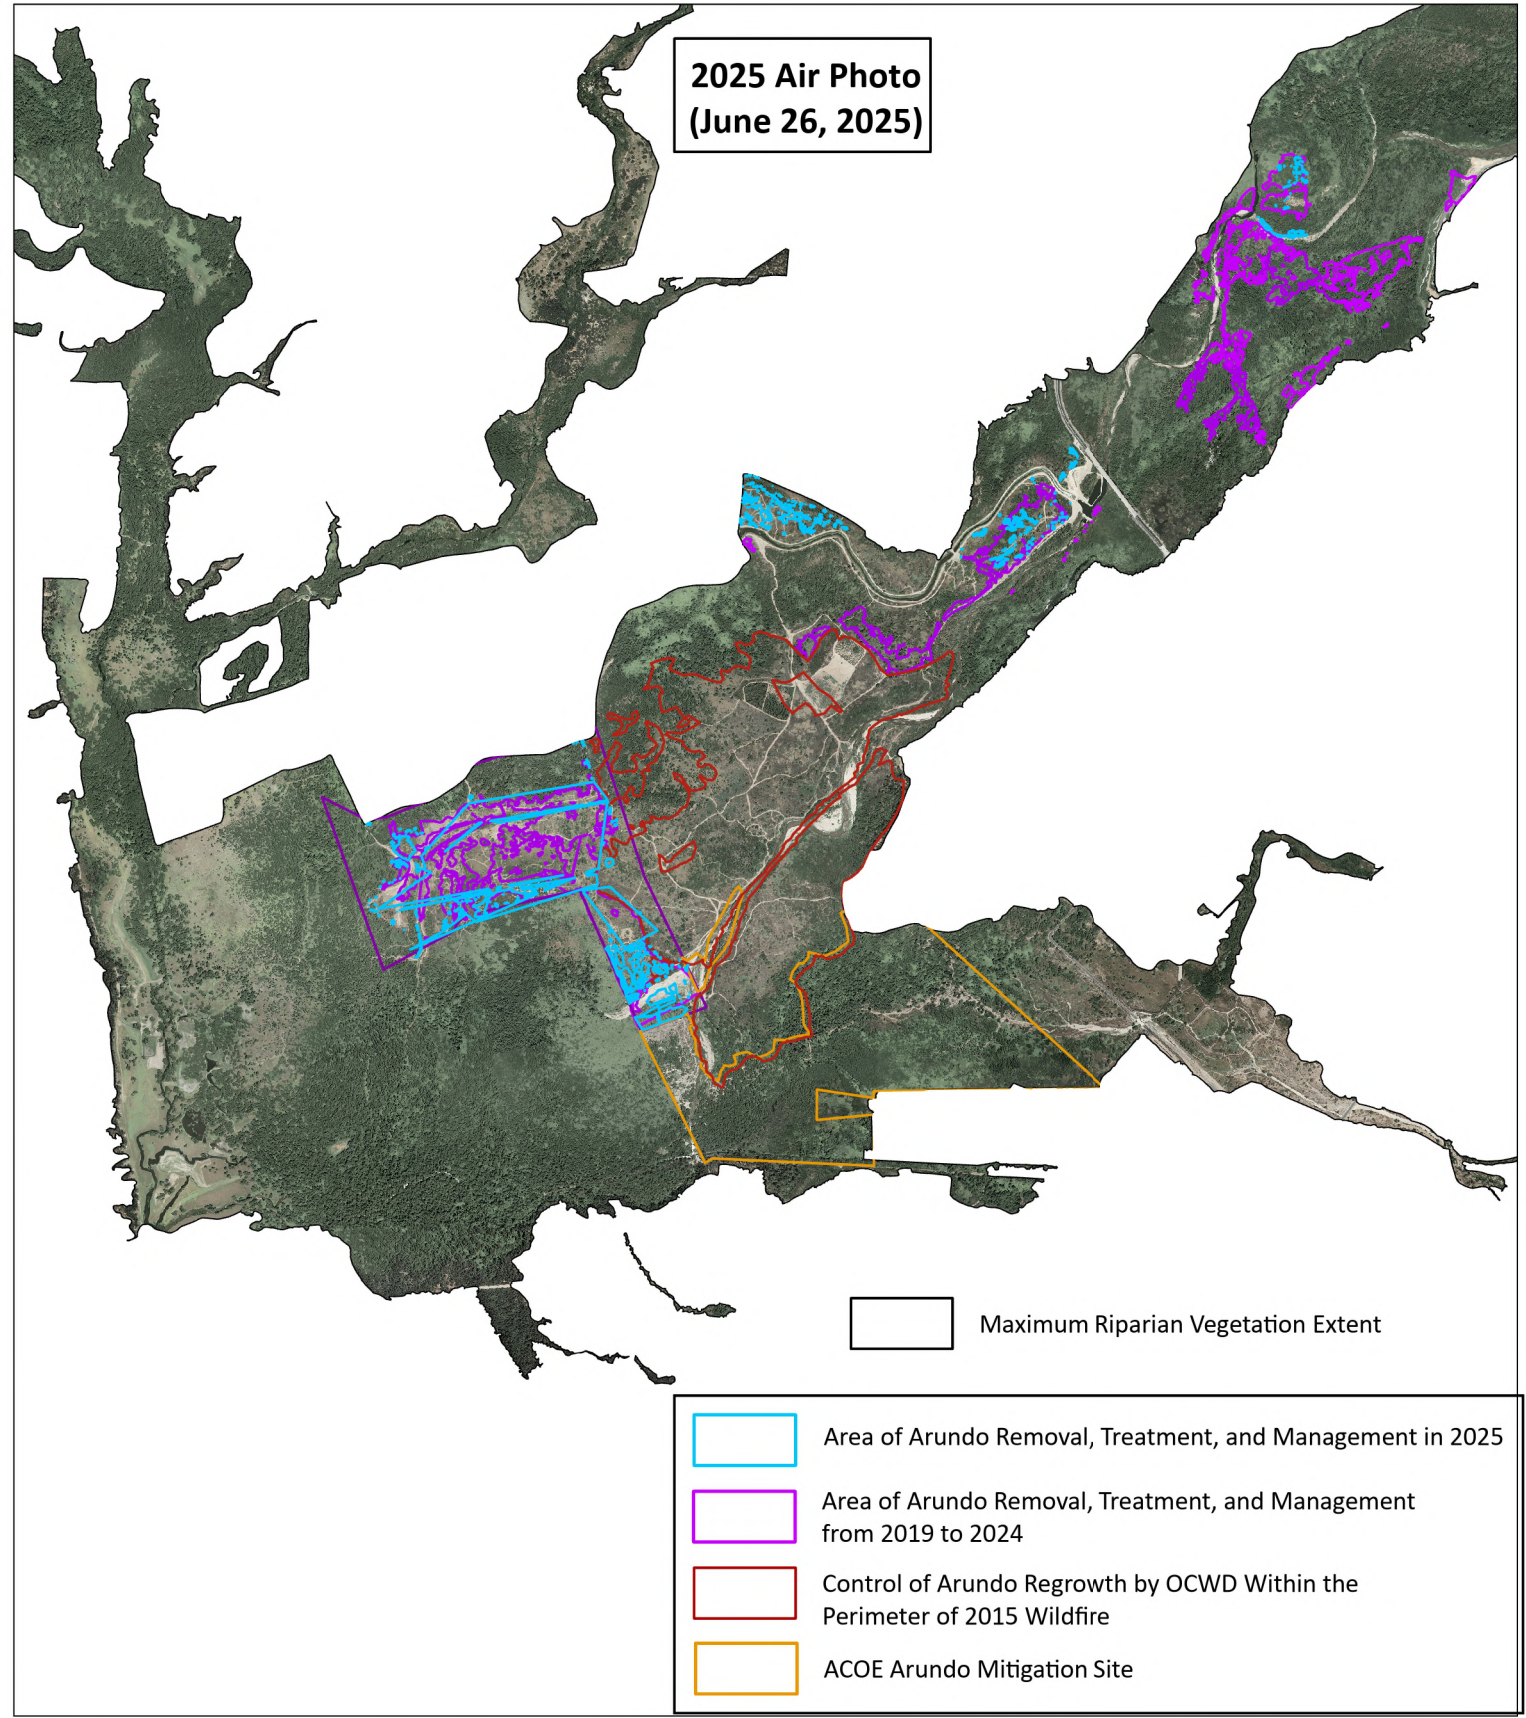 2025 Air Photo
(June 26, 2025)
Maximum Riparian Vegetation Extent
Area of Arundo Removal, Treatment, and Management in 2025
Area of Arundo Removal, Treatment, and Management
from 2019 to 2024
Control of Arundo Regrowth by OCWD Within the
Perimeter of 2015 Wildfire
ACOE Arundo Mitigation Site